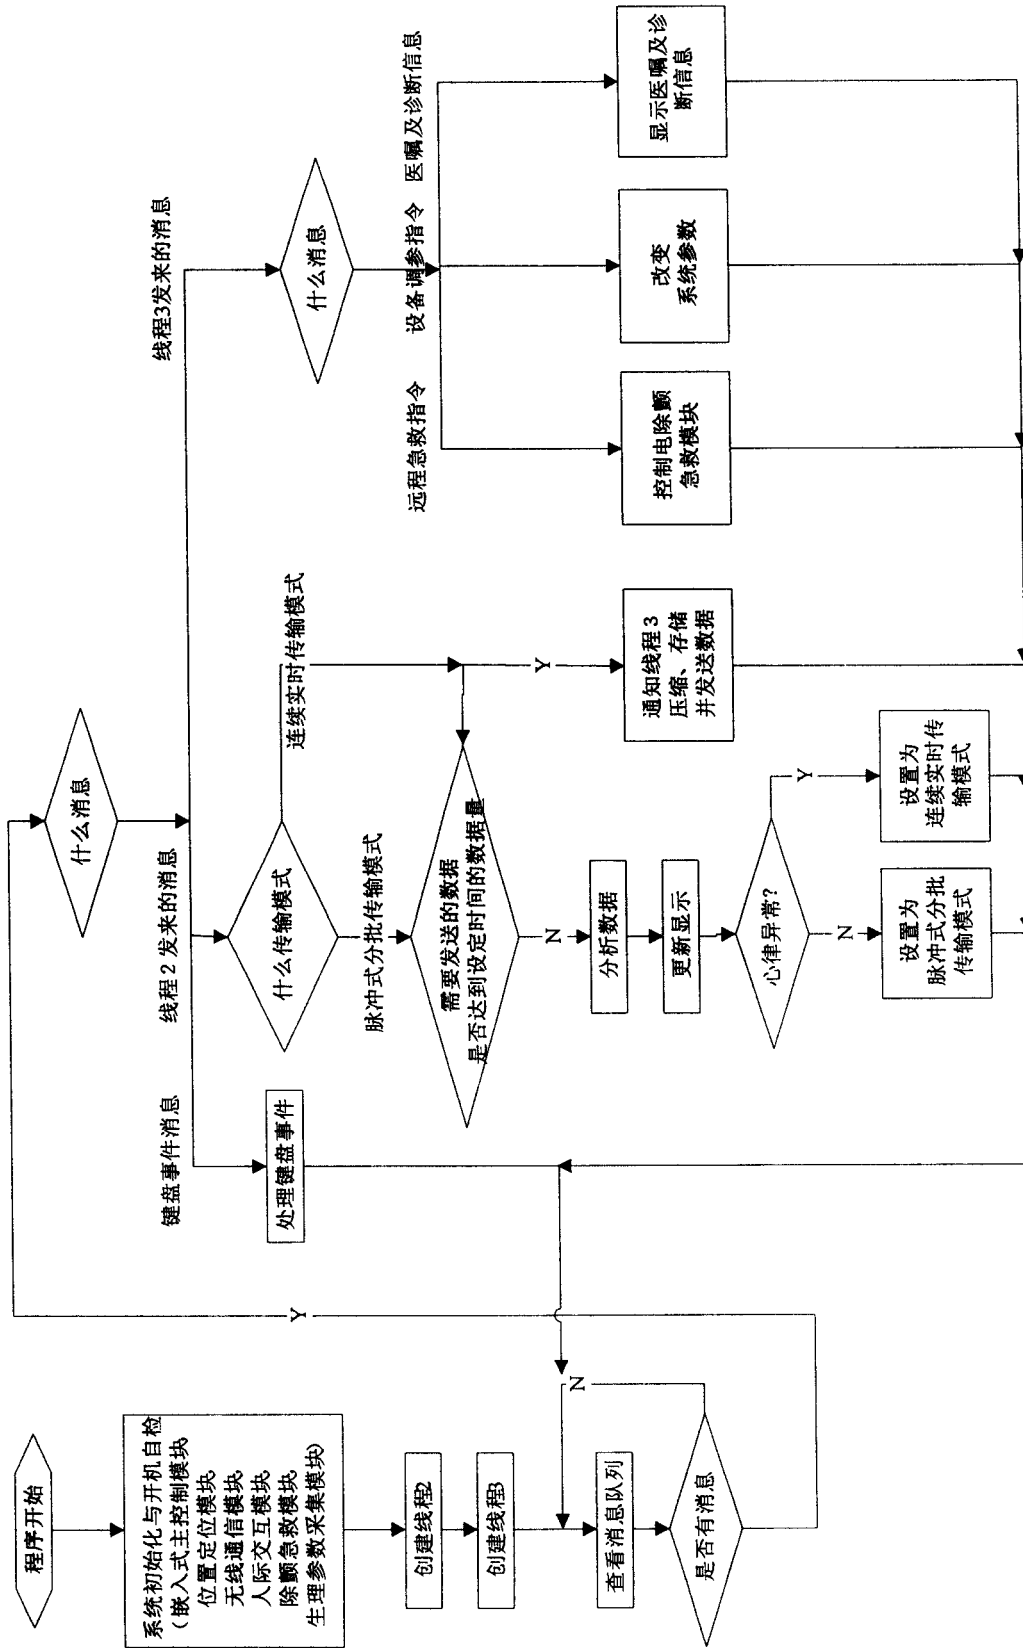 程序开始
系统初始化与开机自检
(嵌入式主控制模块
位置定位模块
无线通信模块
人际交互模块
除颤急救模块
生理参数采集模块)
创建线程2
创建线程3
查看消息队列
是否有消息
N
Y
什么消息
键盘事件消息
处理键盘事件
线程2发来的消息
什么传输模式
连续实时传输模式
脉冲式分批传输模式
需要发送的数据
是否达到设定时间的数据量
Y
通知线程3
压缩、存储
并发送数据
N
分析数据
更新显示
心律异常?
N
设置为
脉冲式分批
传输模式
Y
设置为
连续实时传
输模式
线程3发来的消息
什么消息
远程急救指令
控制电除颤
急救模块
设备调参指令
改变
系统参数
医嘱及诊断信息
显示医嘱及诊
断信息